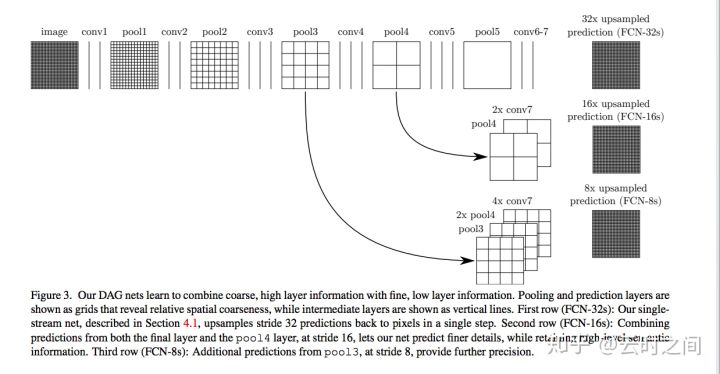 image conv1 pool1 conv2 pool2 conv3 pool3 conv4 pool4 conv5 pool5 conv6-7
32x upsampled
prediction (FCN-32s)
2x conv7
pool4
16x upsampled
prediction (FCN-16s)
4x conv7
2x pool4
pool3
8x upsampled
prediction (FCN-8s)
Figure 3. Our DAG nets learn to combine coarse, high layer information with fine, low layer information. Pooling and prediction layers are
shown as grids that reveal relative spatial coarseness, while intermediate layers are shown as vertical lines. First row (FCN-32s): Our single-
stream net, described in Section 4.1, upsamples stride 32 predictions back to pixels in a single step. Second row (FCN-16s): Combining
predictions from both the final layer and the pool4 layer, at stride 16, lets our net predict finer details, while retaining high-level semantic
information. Third row (FCN-8s): Additional predictions from pool3, at stride 8, provide further precision.
知乎 @云时之间